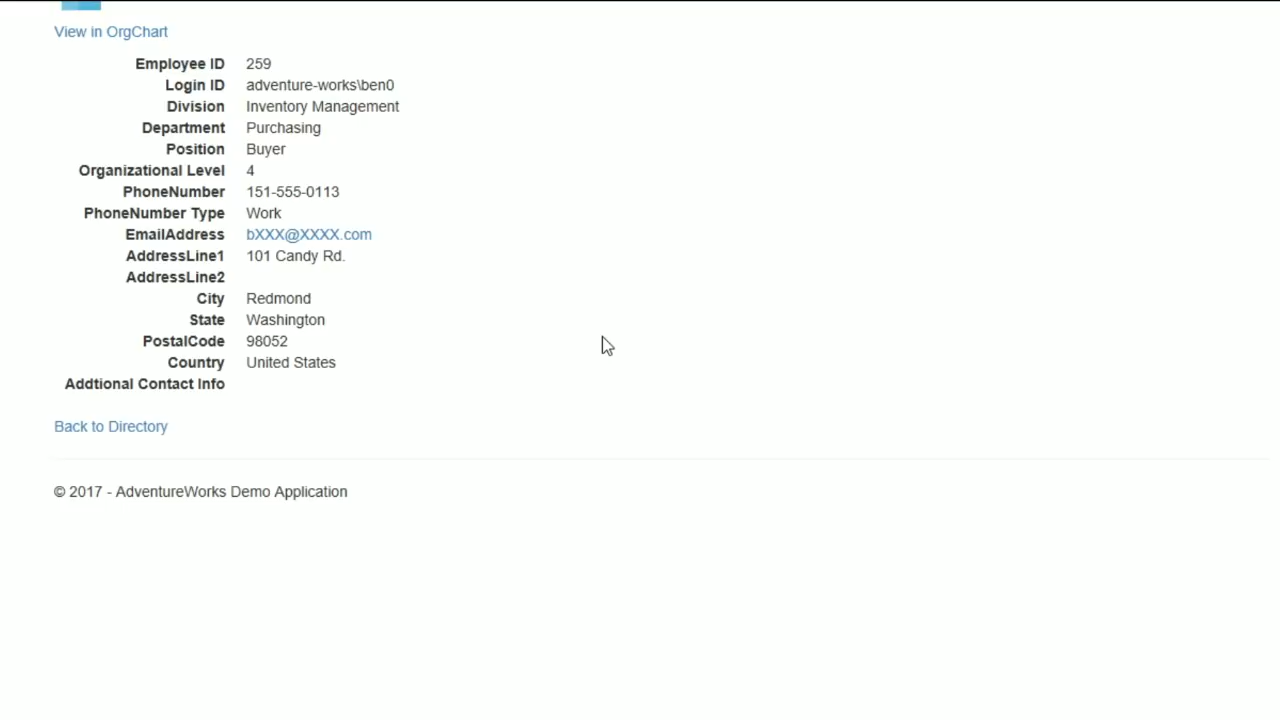 View in OrgChart
Employee ID 259
Login ID adventure-works\ben0
Division Inventory Management
Department Purchasing
Position Buyer
Organizational Level 4
PhoneNumber 151-555-0113
PhoneNumber Type Work
EmailAddress bXXX@XXXX.com
AddressLine1 101 Candy Rd.
AddressLine2
City Redmond
State Washington
PostalCode 98052
Country United States
Addtional Contact Info
Back to Directory
© 2017 - AdventureWorks Demo Application